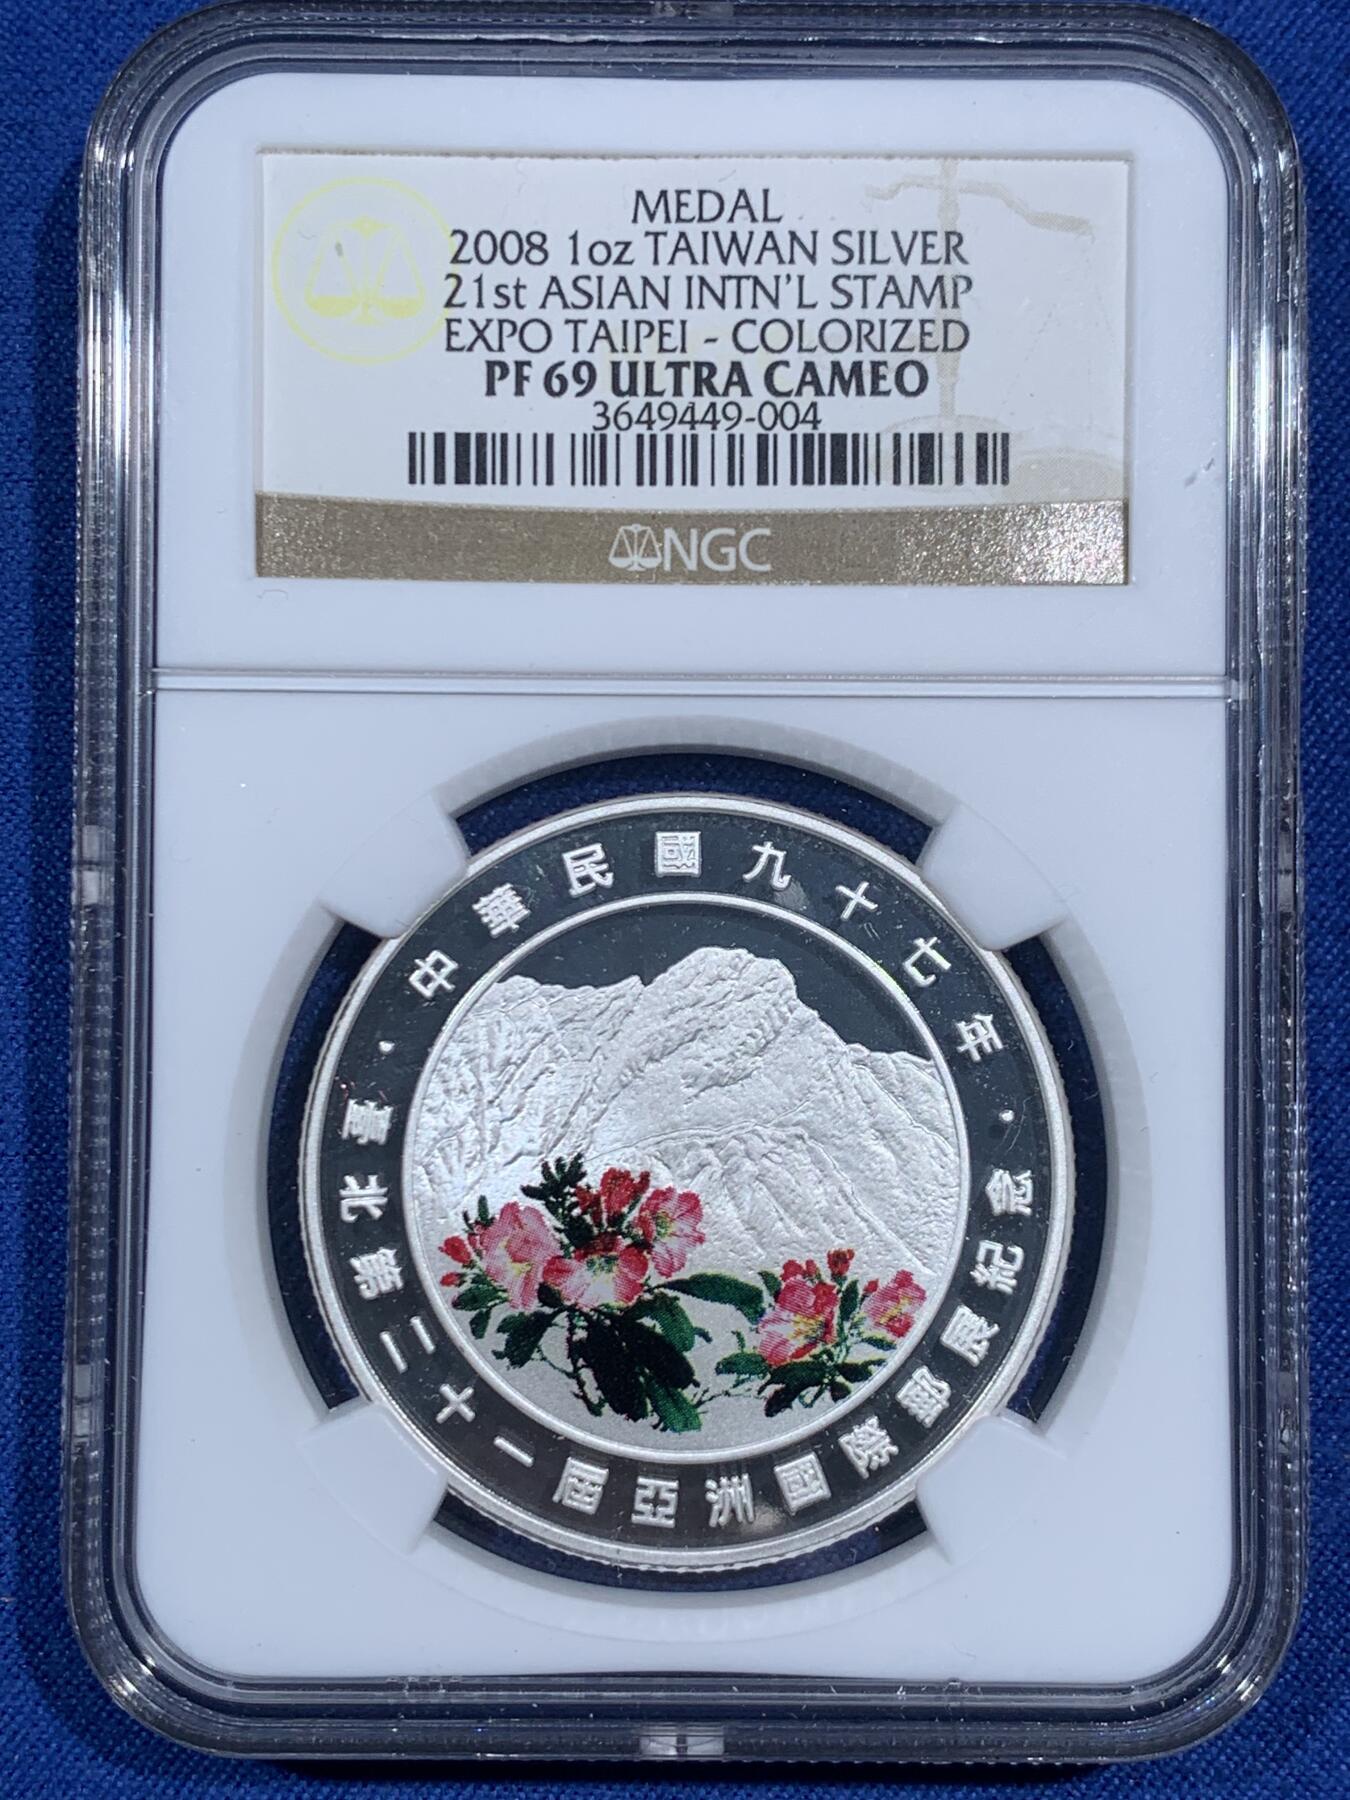 MEDAL
2008 1oz TAIWAN SILVER
21st ASIAN INTN'L STAMP
EXPO TAIPEI - COLORIZED
PF 69 ULTRA CAMEO
3649449-004
NGC
中華民國九十七年
臺北第二十一屆亞洲國際郵展紀念